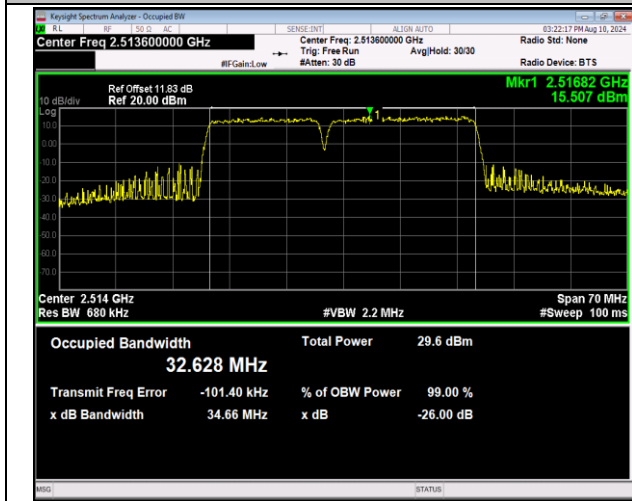 Keysight Spectrum Analyzer - Occupied BW
RL RF 50 Ω AC SENSE:INT ALIGN AUTO 03:22:17 PM Aug 10, 2024
Center Freq 2.513600000 GHz Center Freq: 2.513600000 GHz Radio Std: None
Trig: Free Run Avg|Hold: 30/30
#IFGain:Low #Atten: 30 dB Radio Device: BTS
Ref Offset 11.83 dB Mkr1 2.51682 GHz
10 dB/div Ref 20.00 dBm 15.507 dBm
Log
10.0
1
0.00
-10.0
-20.0
-30.0
-40.0
-50.0
-60.0
-70.0
Center 2.514 GHz Span 70 MHz
Res BW 680 kHz #VBW 2.2 MHz #Sweep 100 ms
Occupied Bandwidth Total Power 29.6 dBm
32.628 MHz
Transmit Freq Error -101.40 kHz % of OBW Power 99.00 %
x dB Bandwidth 34.66 MHz x dB -26.00 dB
MSG STATUS